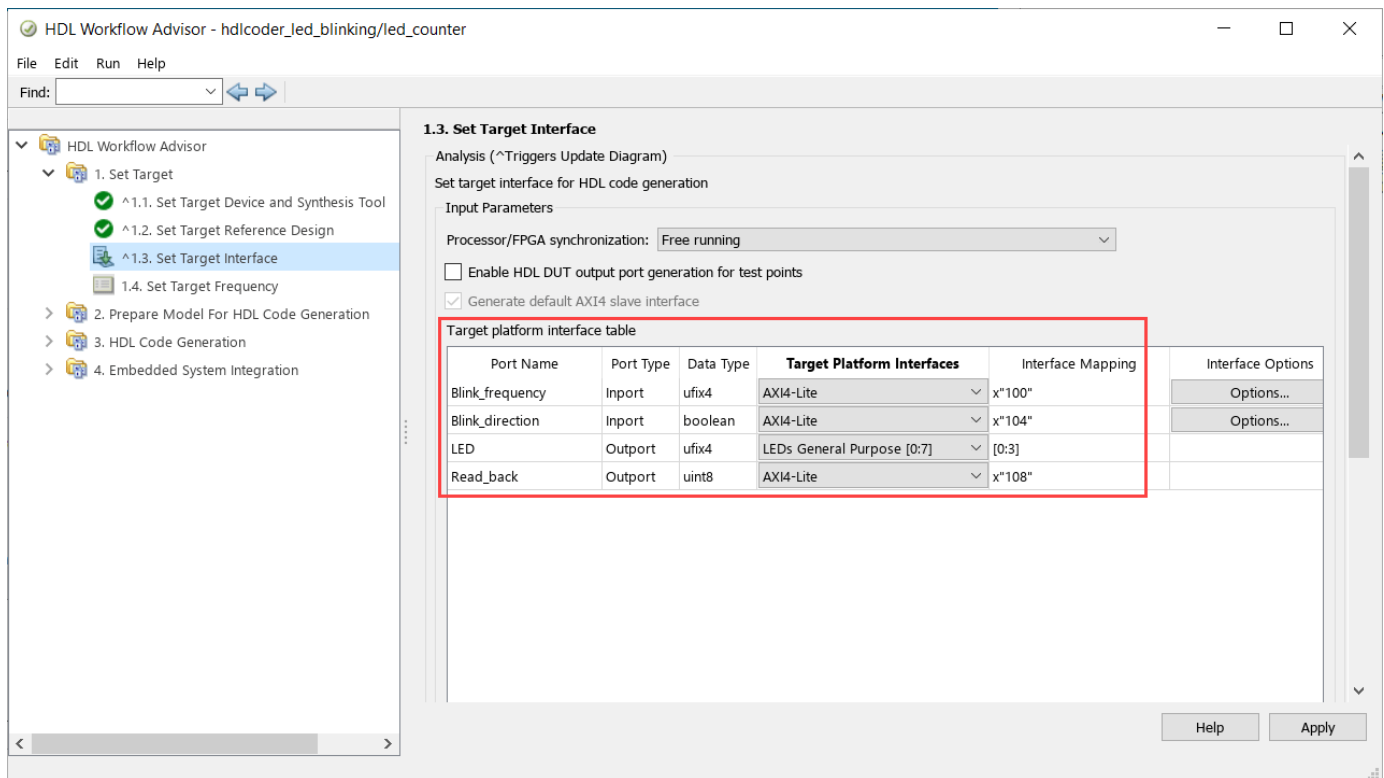 HDL Workflow Advisor - hdlcoder_led_blinking/led_counter
File Edit Run Help
Find:
HDL Workflow Advisor
1. Set Target
^1.1. Set Target Device and Synthesis Tool
^1.2. Set Target Reference Design
^1.3. Set Target Interface
1.4. Set Target Frequency
2. Prepare Model For HDL Code Generation
3. HDL Code Generation
4. Embedded System Integration
1.3. Set Target Interface
Analysis (^Triggers Update Diagram)
Set target interface for HDL code generation
Input Parameters
Processor/FPGA synchronization: Free running
Enable HDL DUT output port generation for test points
Generate default AXI4 slave interface
Target platform interface table
Port Name Port Type Data Type Target Platform Interfaces Interface Mapping Interface Options
Blink_frequency Inport ufix4 AXI4-Lite x"100" Options...
Blink_direction Inport boolean AXI4-Lite x"104" Options...
LED Outport ufix4 LEDs General Purpose [0:7] [0:3]
Read_back Outport uint8 AXI4-Lite x"108"
Help Apply